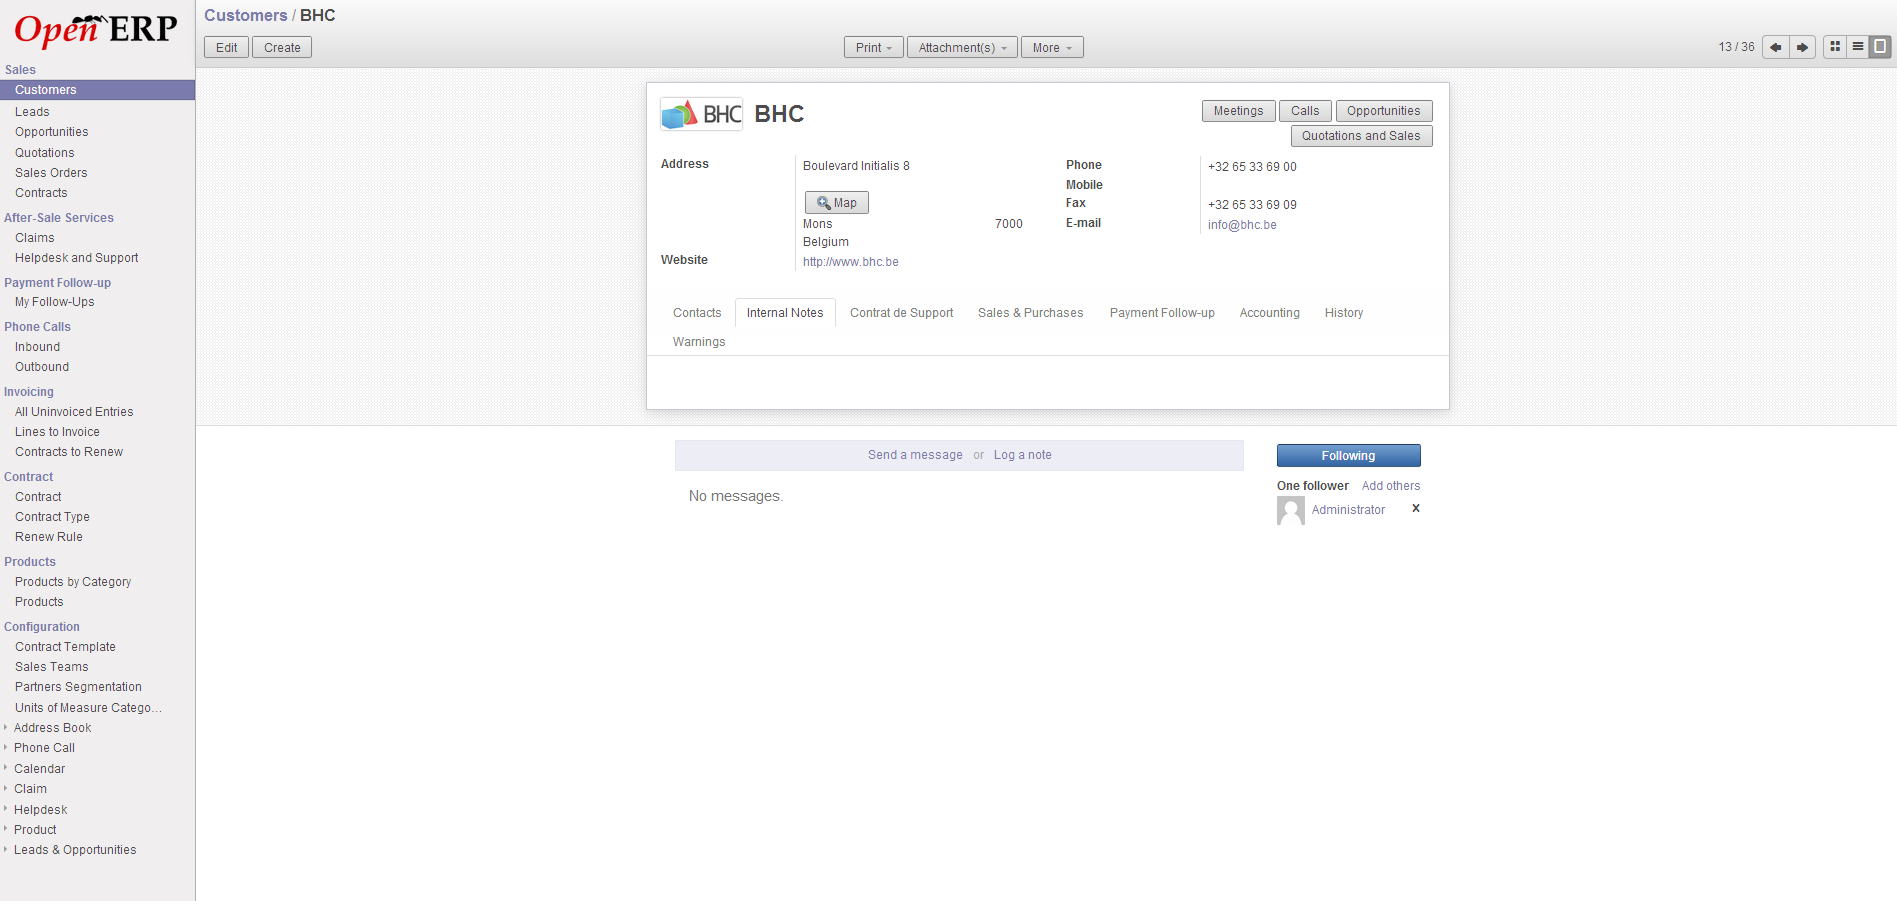 Open ERP
Sales
Customers
Leads
Opportunities
Quotations
Sales Orders
Contracts
After-Sale Services
Claims
Helpdesk and Support
Payment Follow-up
My Follow-Ups
Phone Calls
Inbound
Outbound
Invoicing
All Uninvoiced Entries
Lines to Invoice
Contracts to Renew
Contract
Contract
Contract Type
Renew Rule
Products
Products by Category
Products
Configuration
Contract Template
Sales Teams
Partners Segmentation
Units of Measure Catego...
Address Book
Phone Call
Calendar
Claim
Helpdesk
Product
Leads & Opportunities
Customers / BHC
Edit Create Print Attachment(s) More 13 / 36
BHC BHC Meetings Calls Opportunities
Quotations and Sales
Address Boulevard Initialis 8
Map
Mons 7000
Belgium
Website http://www.bhc.be
Phone +32 65 33 69 00
Mobile
Fax +32 65 33 69 09
E-mail info@bhc.be
Contacts Internal Notes Contrat de Support Sales & Purchases Payment Follow-up Accounting History
Warnings
Send a message or Log a note
No messages.
Following
One follower Add others
Administrator x